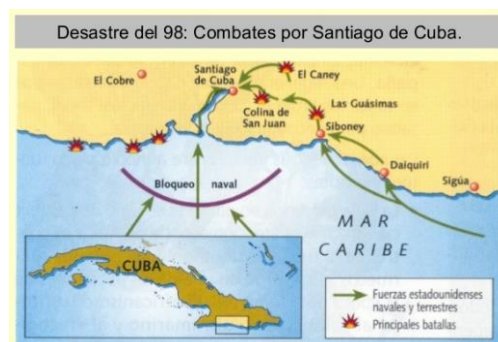 Desastre del 98: Combates por Santiago de Cuba.
El Cobre
Santiago
de Cuba
El Caney
Colina
de San Juan
Las Guásimas
Siboney
Daiquiri
Sigúa
Bloqueo naval
MAR
CARIBE
CUBA
Fuerzas estadounidenses
navales y terrestres
Principales batallas